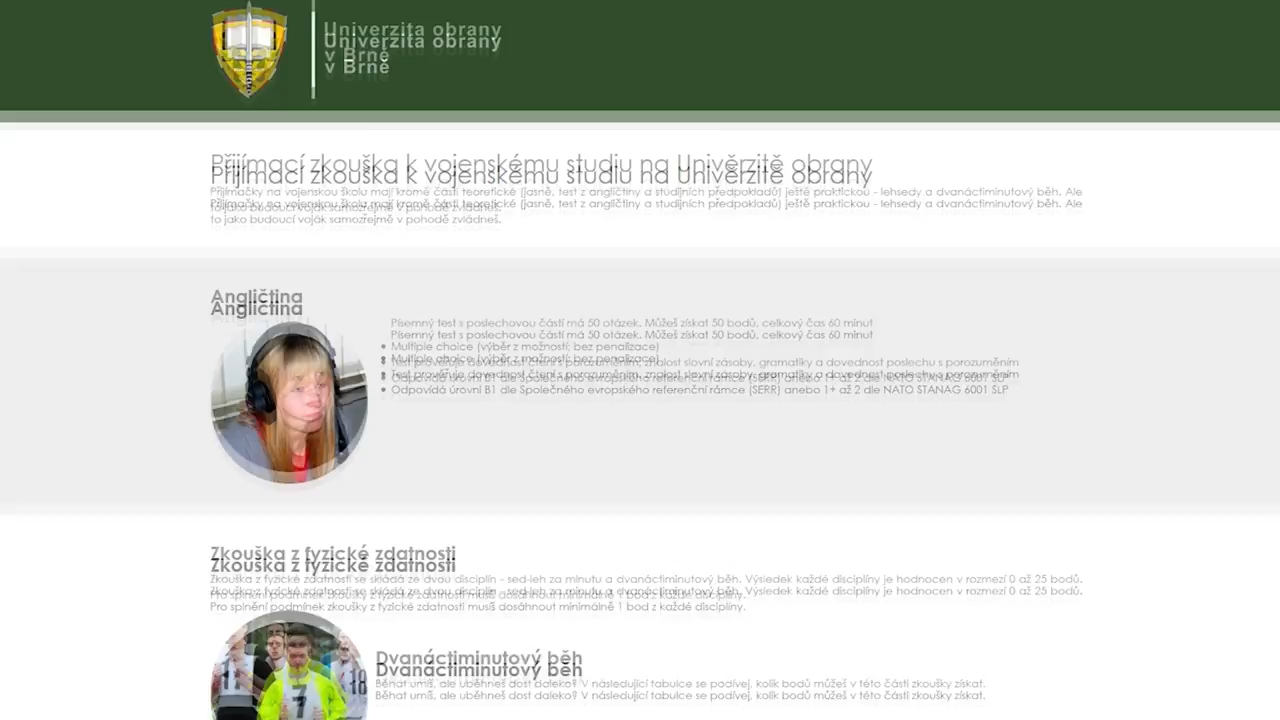 Univerzita obrany
v Brně
Přijímací zkouška k vojenskému studiu na Univerzitě obrany
Přijímačky na vojenskou školu mají kromě části teoretické (jasně, test z angličtiny a studijních předpokladů) ještě praktickou - lehsedy a dvanáctiminutový běh. Ale
to jako budoucí voják samozřejmě v pohodě zvládneš.
Angličtina
Písemný test s poslechovou částí má 50 otázek. Můžeš získat 50 bodů, celkový čas 60 minut
• Multiple choice (výběr z možností; bez penalizace)
• Test prověřuje dovednost čtení s porozuměním, znalost slovní zásoby, gramatiky a dovednost poslechu s porozuměním
• Odpovídá úrovni B1 dle Společného evropského referenční rámce (SERR) anebo 1+ až 2 dle NATO STANAG 6001 SLP
Zkouška z fyzické zdatnosti
Zkouška z fyzické zdatnosti se skládá ze dvou disciplín - sed-leh za minutu a dvanáctiminutový běh. Výsledek každé disciplíny je hodnocen v rozmezí 0 až 25 bodů.
Pro splnění podmínek zkoušky z fyzické zdatnosti musíš dosáhnout minimálně 1 bod z každé disciplíny.
Dvanáctiminutový běh
Běhat umíš, ale uběhneš dost daleko? V následující tabulce se podívej, kolik bodů můžeš v této části zkoušky získat.
11
7
18